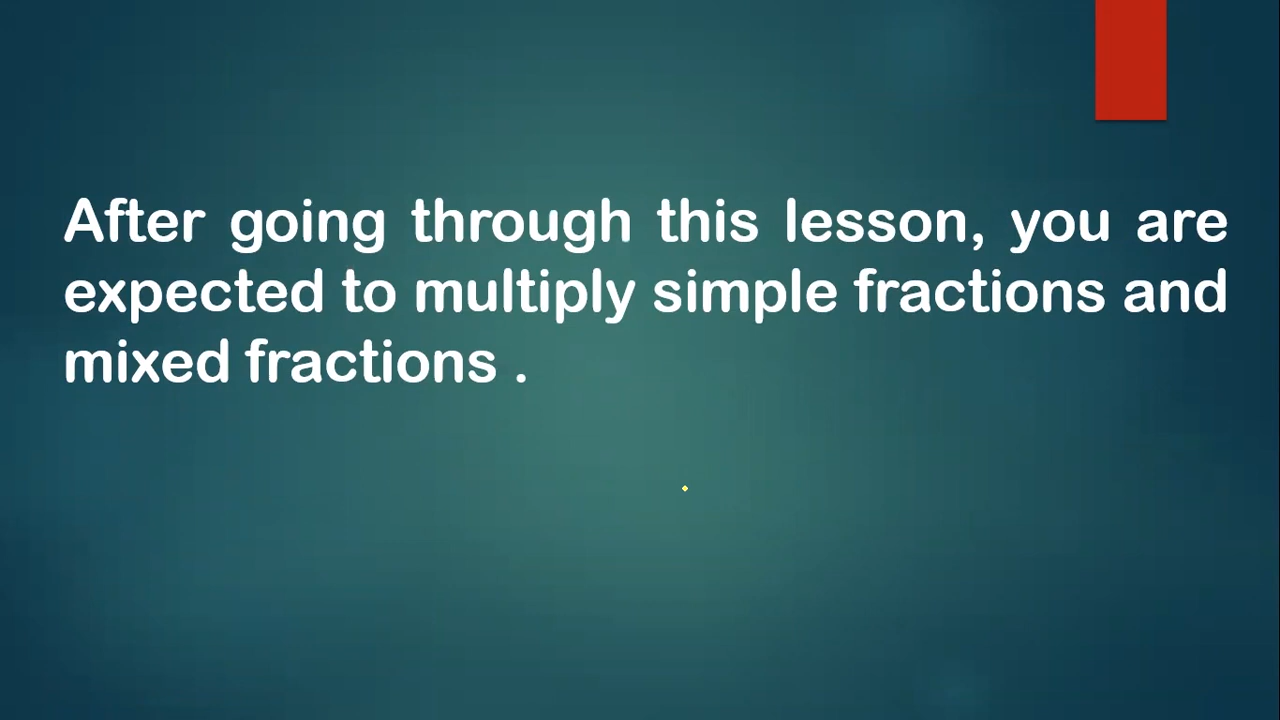 After going through this lesson, you are
expected to multiply simple fractions and
mixed fractions .